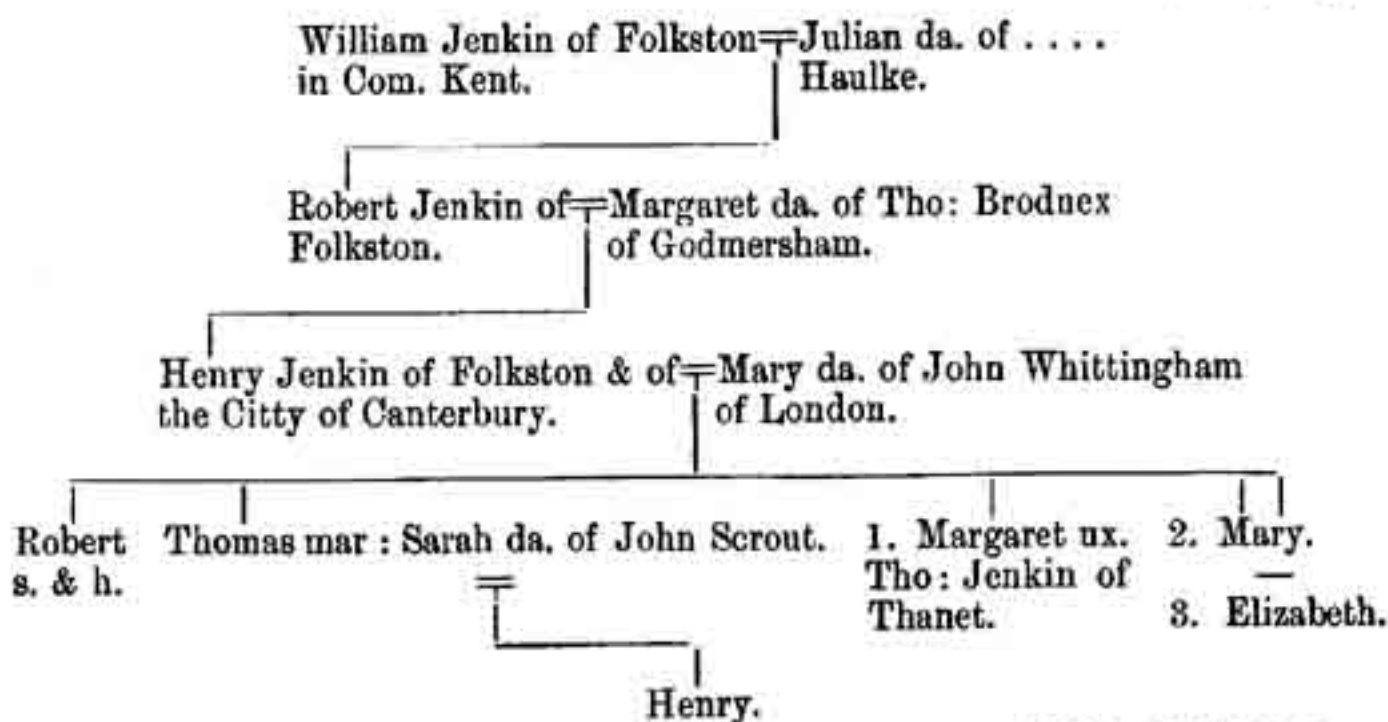 William Jenkin of Folkston
in Com. Kent.
Julian da. of . . . .
Haulke.
Robert Jenkin of
Folkston.
Margaret da. of Tho: Brodnex
of Godmersham.
Henry Jenkin of Folkston & of
the Citty of Canterbury.
Mary da. of John Whittingham
of London.
Robert
s. & h.
Thomas mar : Sarah da. of John Scrout.
1. Margaret ux.
Tho: Jenkin of
Thanet.
2. Mary.
3. Elizabeth.
Henry.